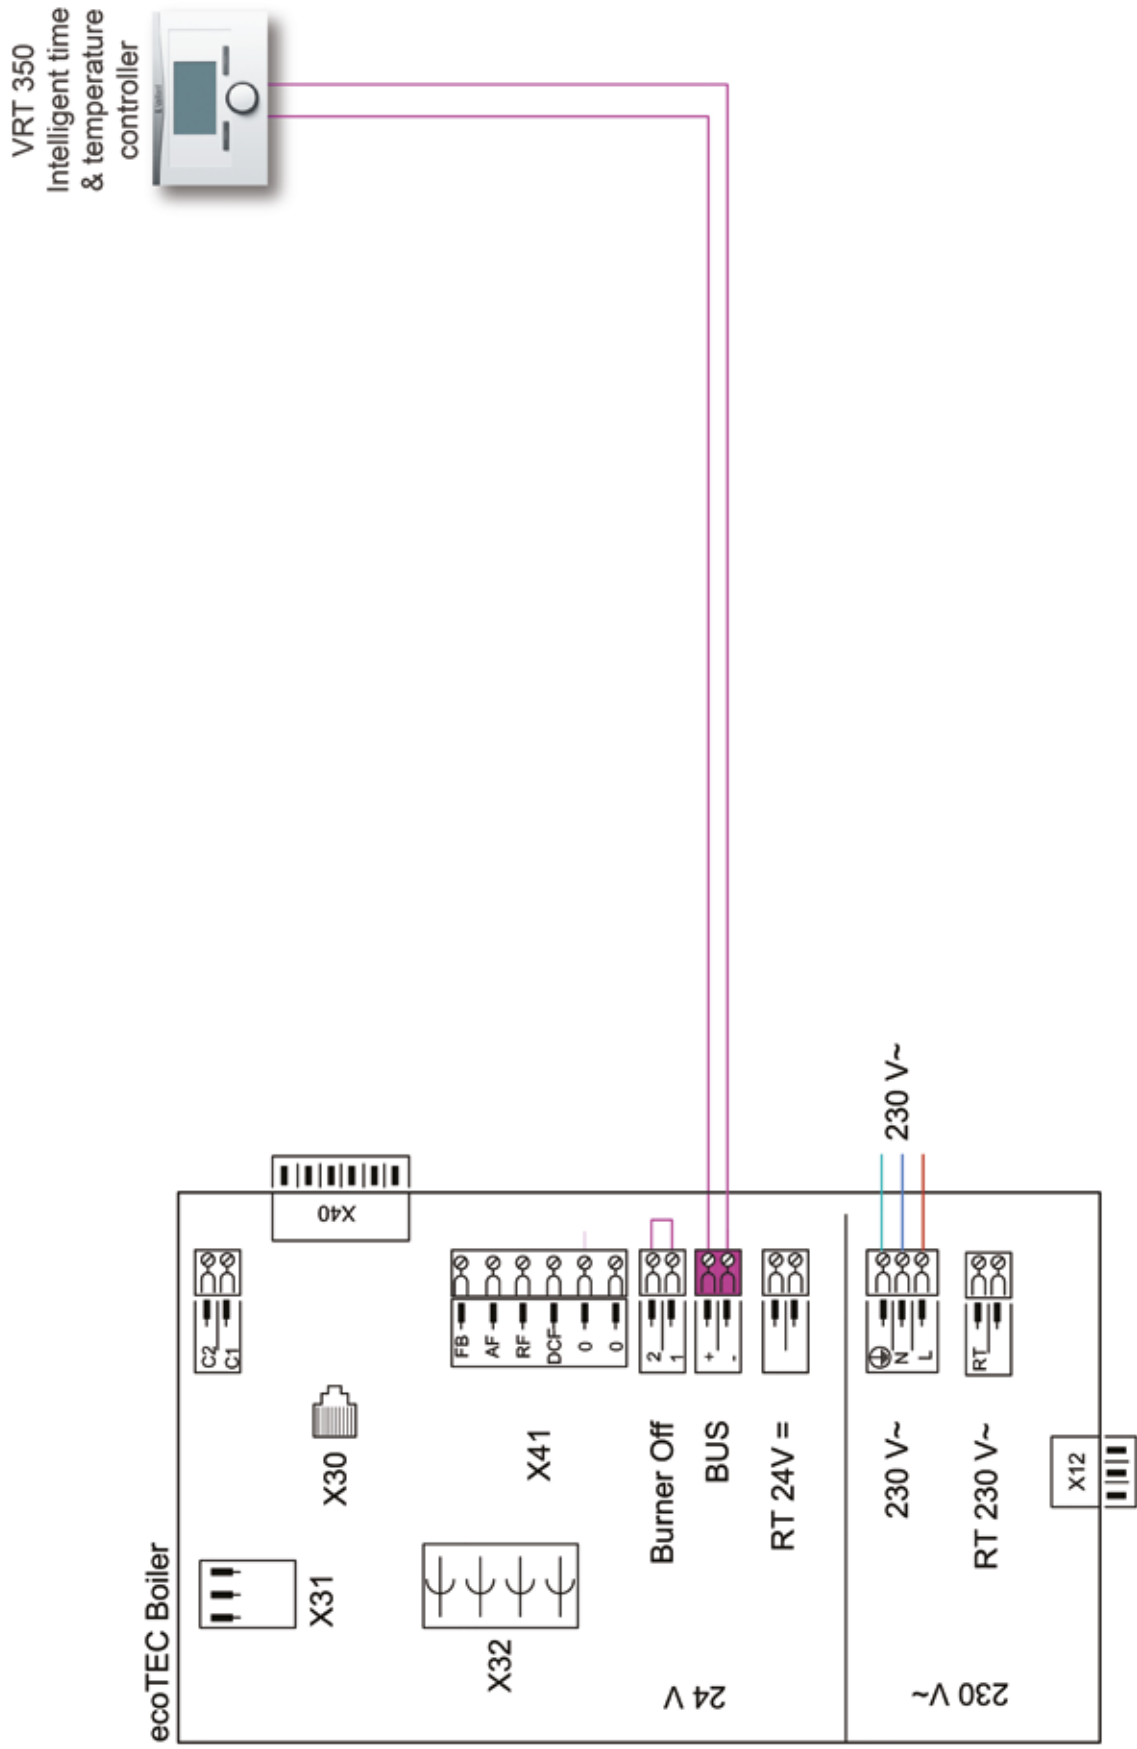 VRT 350
Intelligent time
& temperature
controller
Vaillant
ecoTEC Boiler
X31
X30
X40
C2
C1
X32
X41
FB
AF
RF
DCF
0
0
Burner Off
2
1
BUS
+
-
RT 24V =
24 V
230 V~
N
L
230 V~
RT 230 V~
RT
230 V~
X12